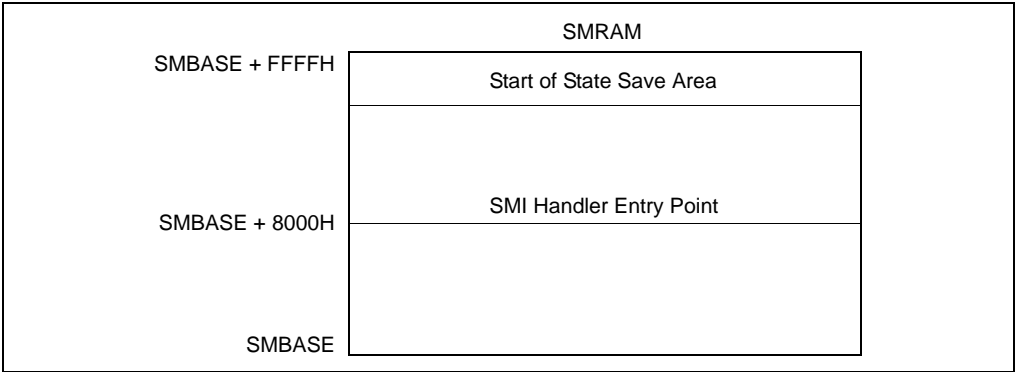 SMRAM
SMBASE + FFFFH
Start of State Save Area
SMI Handler Entry Point
SMBASE + 8000H
SMBASE